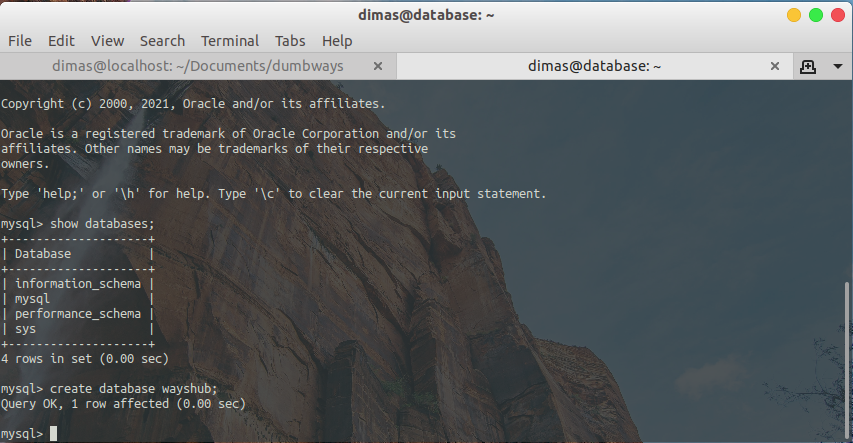 dimas@database: ~
File Edit View Search Terminal Tabs Help
dimas@localhost: ~/Documents/dumbways × dimas@database: ~ ×
Copyright (c) 2000, 2021, Oracle and/or its affiliates.
Oracle is a registered trademark of Oracle Corporation and/or its
affiliates. Other names may be trademarks of their respective
owners.
Type 'help;' or '\h' for help. Type '\c' to clear the current input statement.
mysql> show databases;
+--------------------+
| Database           |
+--------------------+
| information_schema |
| mysql              |
| performance_schema |
| sys                |
+--------------------+
4 rows in set (0.00 sec)
mysql> create database wayshub;
Query OK, 1 row affected (0.00 sec)
mysql>